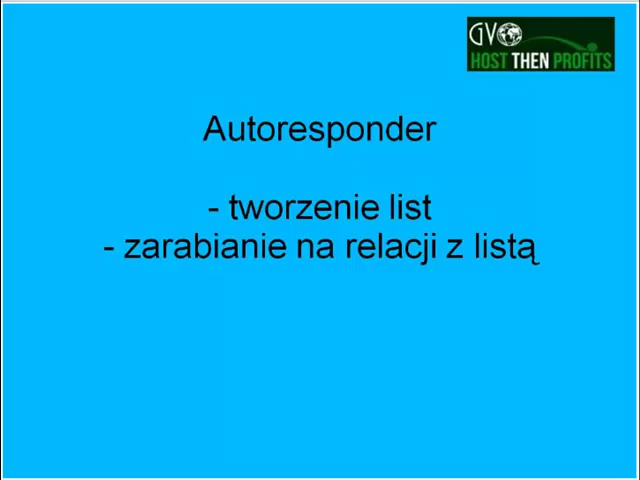 GVO
HOST THEN PROFITS
Autoresponder
- tworzenie list
- zarabianie na relacji z listą